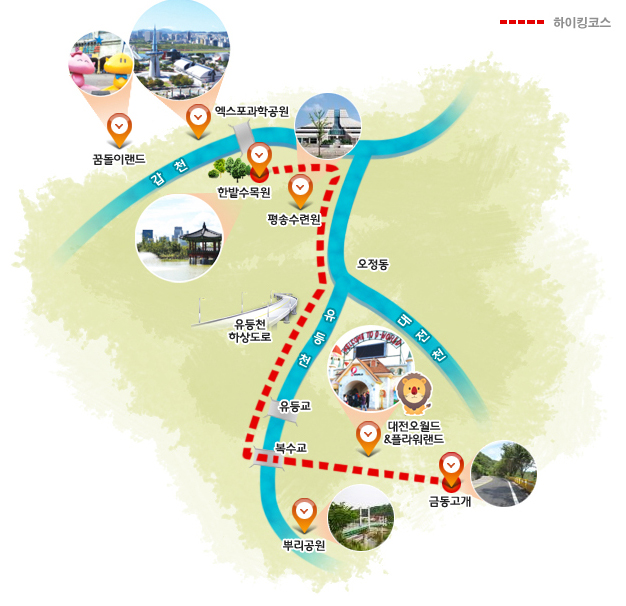 하이킹코스
엑스포과학공원
꿈돌이랜드
갑천
한밭수목원
평송수련원
오정동
유등천
하상도로
유등천
대전천
유등교
대전오월드
&플라워랜드
복수교
금동고개
뿌리공원